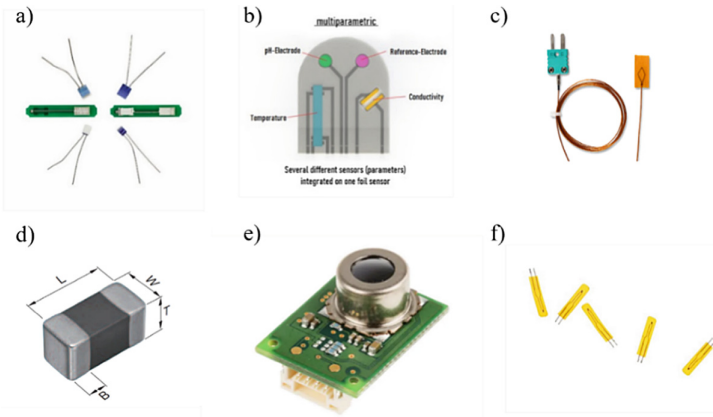 a)
b)
c)
multiparametric
pH-Electrode
Reference-Electrode
Temperature
Conductivity
Several different sensors (parameters)
integrated on one foil sensor
d)
e)
f)
L
W
T
B